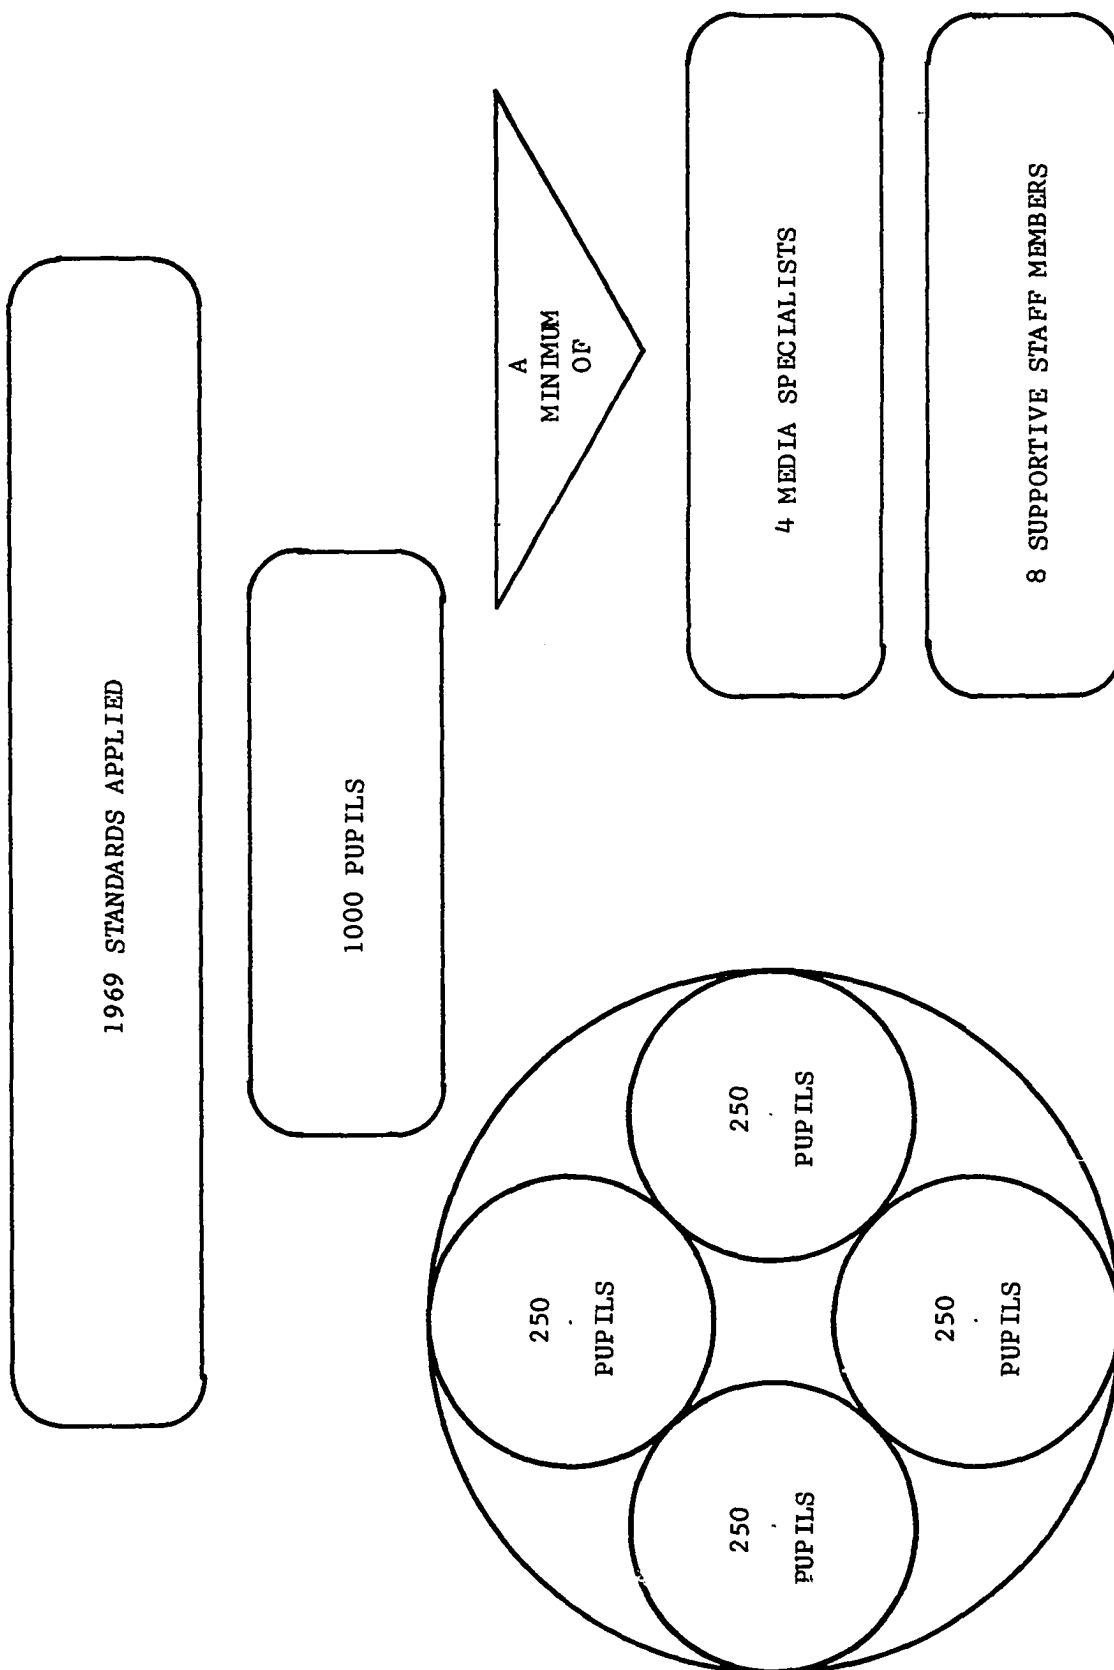 1969 STANDARDS APPLIED
1000 PUPILS
250
PUPILS
250
PUPILS
250
PUPILS
250
PUPILS
A
MINIMUM
OF
4 MEDIA SPECIALISTS
8 SUPPORTIVE STAFF MEMBERS